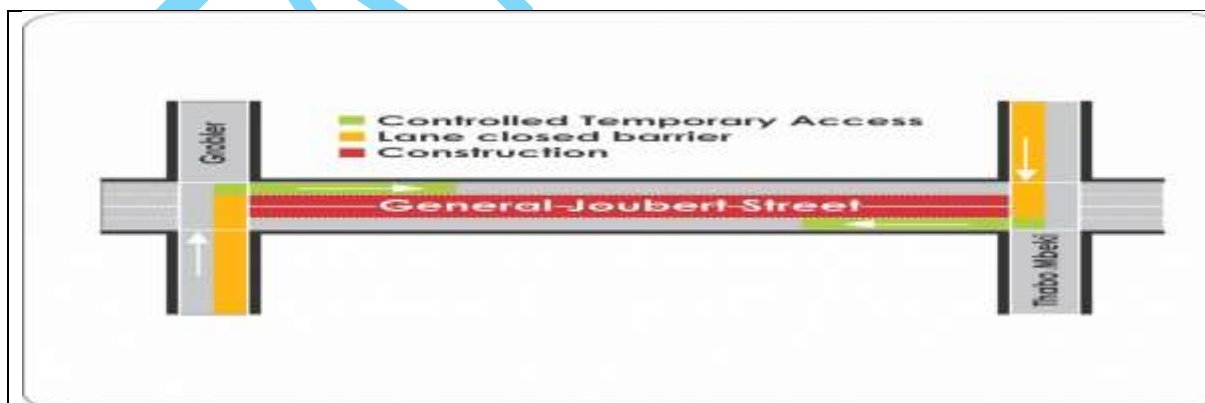 Controlled Temporary Access
Lane closed barrier
Construction
Grobler
General Joubert Street
Thabo Mbeki